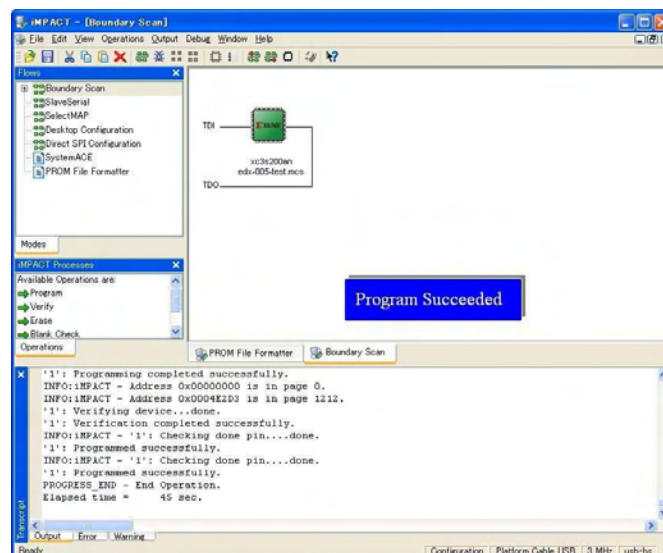 iMPACT - [Boundary Scan]
File Edit View Operations Output Debug Window Help
Flows
Boundary Scan
SlaveSerial
SelectMAP
Desktop Configuration
Direct SPI Configuration
SystemACE
PROM File Formatter
Modes
iMPACT Processes
Available Operations are:
Program
Verify
Erase
Blank Check
Operations
TDI
XILINX
xc3s200an
edx-005-test.mcs
TDO
Program Succeeded
PROM File Formatter
Boundary Scan
'1': Programming completed successfully.
INFO:iMPACT - Address 0x00000000 is in page 0.
INFO:iMPACT - Address 0x0004E2D3 is in page 1212.
'1': Verifying device...done.
'1': Verification completed successfully.
INFO:iMPACT - '1': Checking done pin....done.
'1': Programmed successfully.
INFO:iMPACT - '1': Checking done pin....done.
'1': Programmed successfully.
PROGRESS_END - End Operation.
Elapsed time = 45 sec.
Transcript
Output Error Warning
Ready
Configuration Platform Cable USB 3 MHz usb-hs